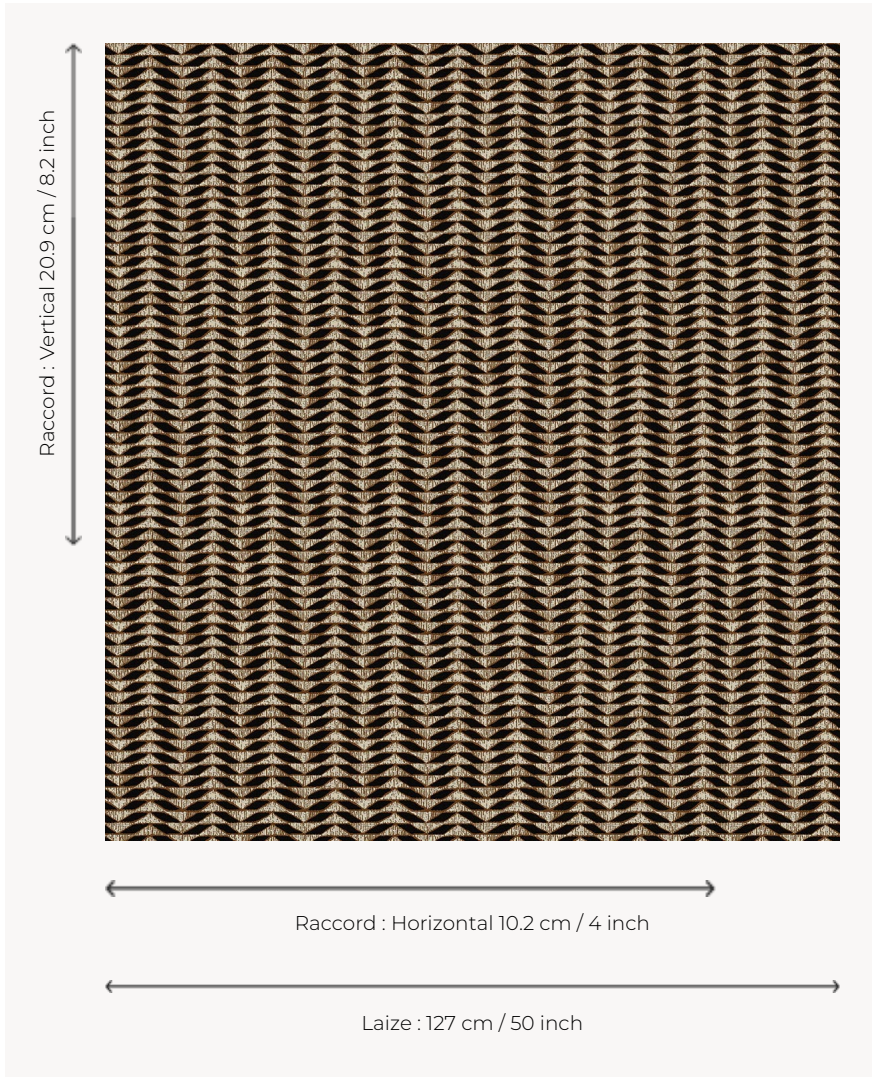 Raccord : Vertical 20.9 cm / 8.2 inch
Raccord : Horizontal 10.2 cm / 4 inch
Laize : 127 cm / 50 inch